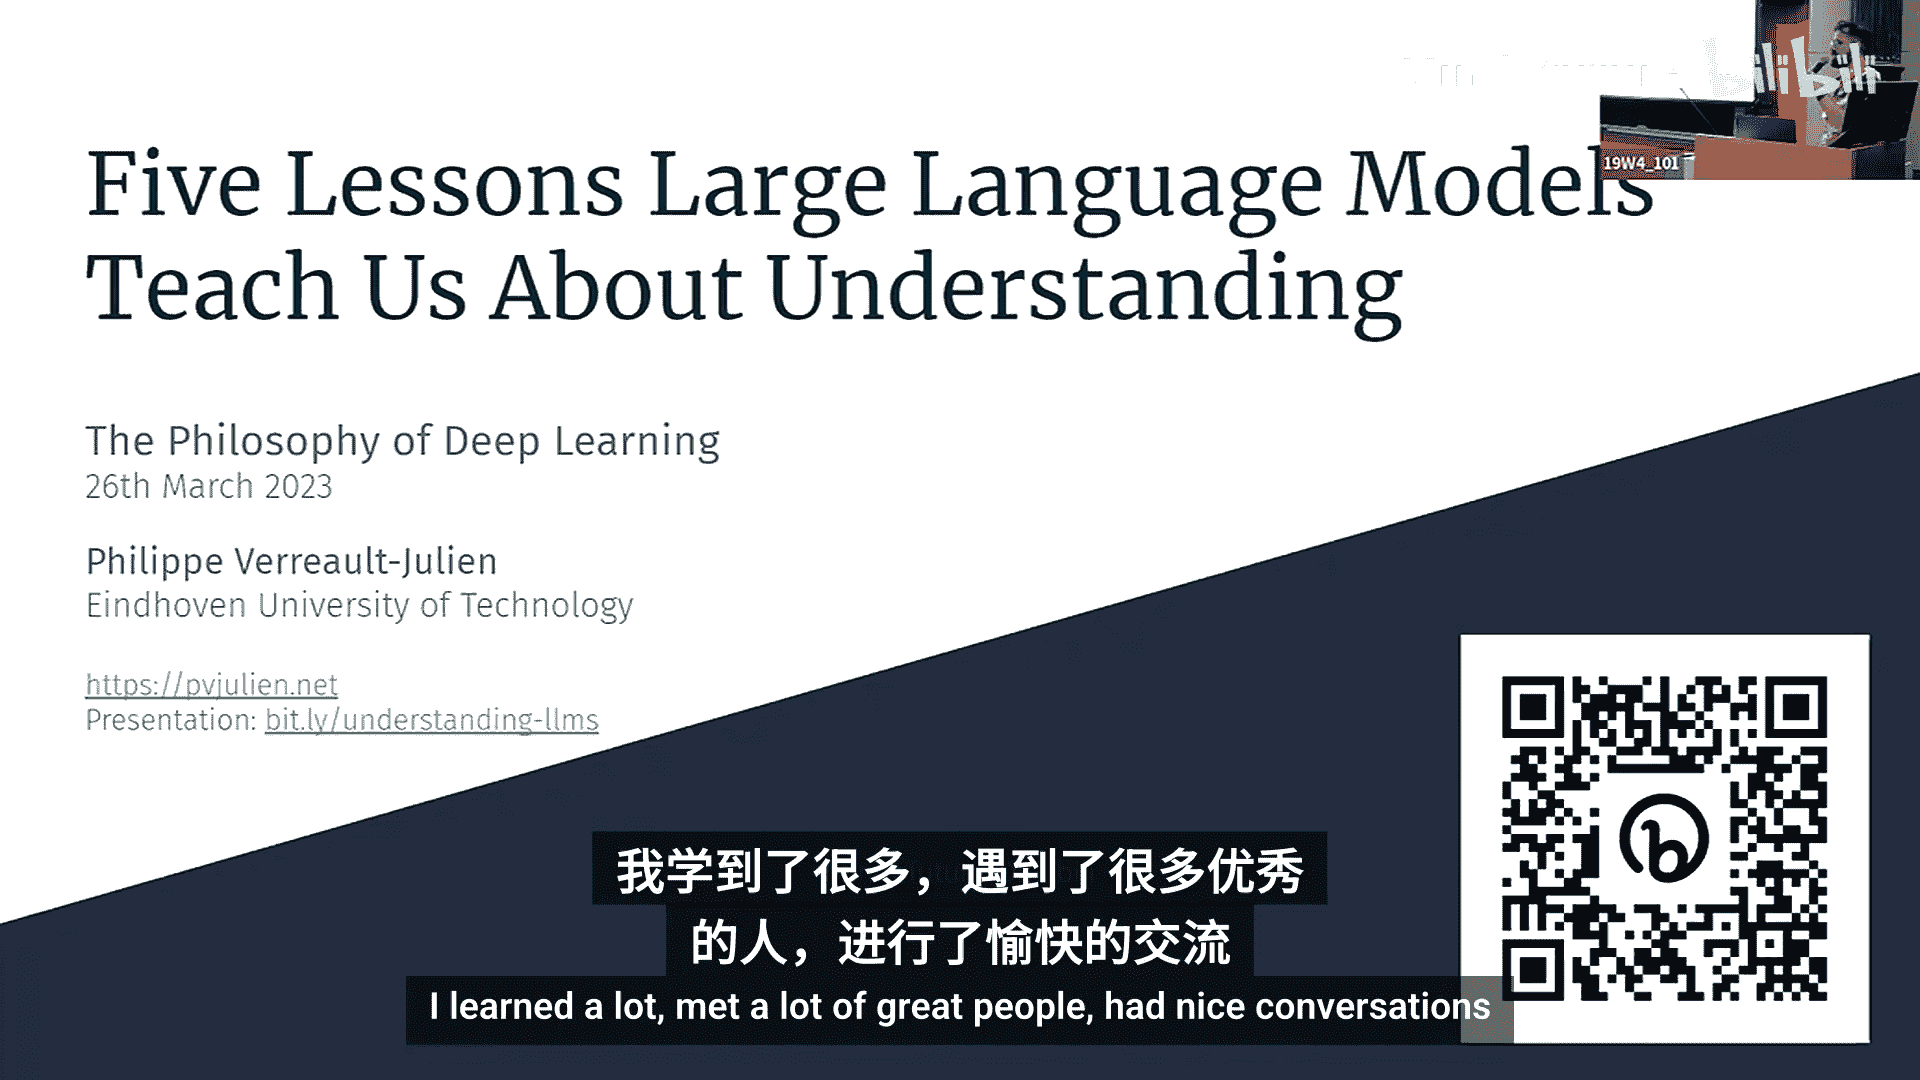 bilibili
19W4_101
Five Lessons Large Language Models
Teach Us About Understanding
The Philosophy of Deep Learning
26th March 2023
Philippe Verreault-Julien
Eindhoven University of Technology
https://pvjulien.net
Presentation: bit.ly/understanding-llms
我学到了很多，遇到了很多优秀
的人，进行了愉快的交流
I learned a lot, met a lot of great people, had nice conversations